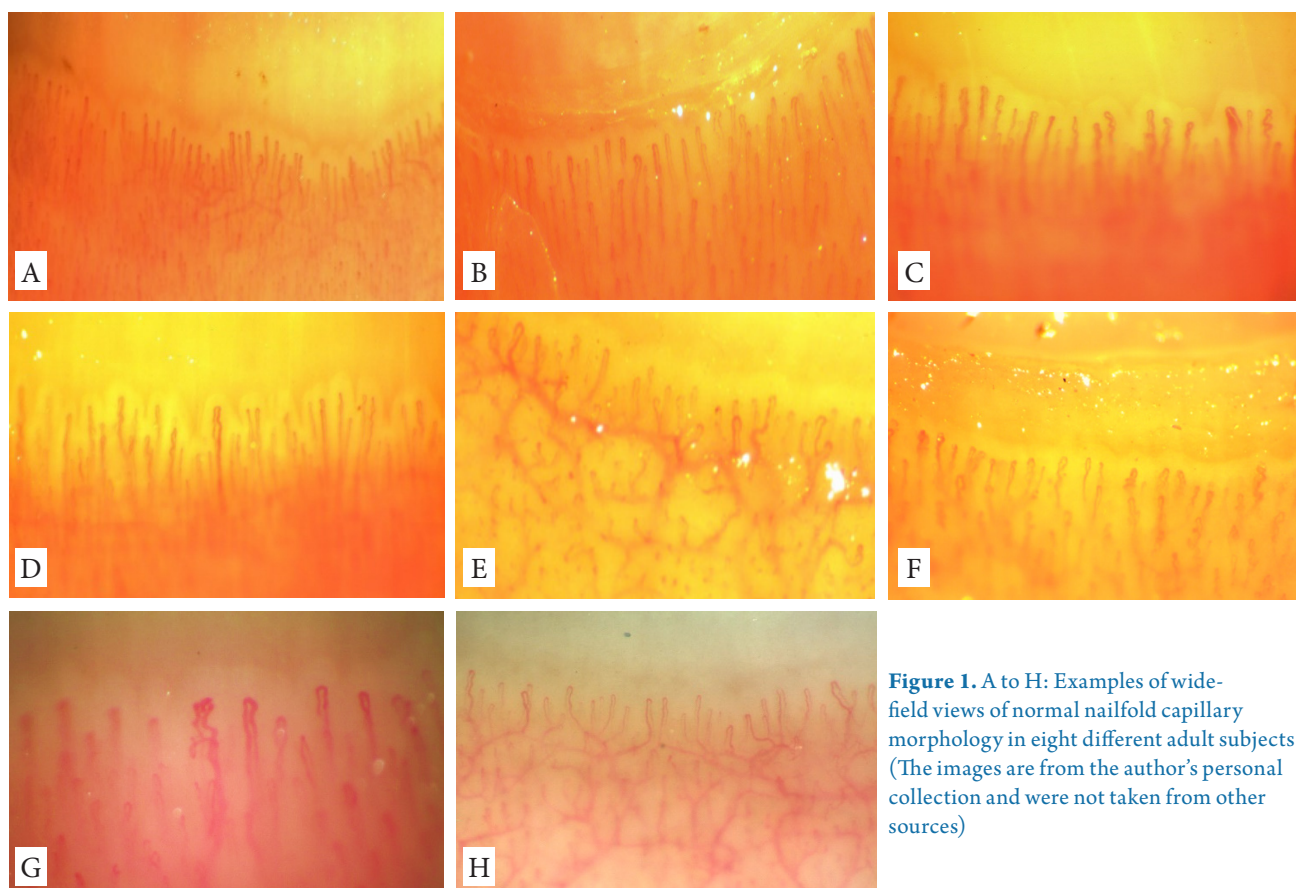 A
B
C
D
E
F
G
H
Figure 1. A to H: Examples of wide-
field views of normal nailfold capillary
morphology in eight different adult subjects
(The images are from the author's personal
collection and were not taken from other
sources)